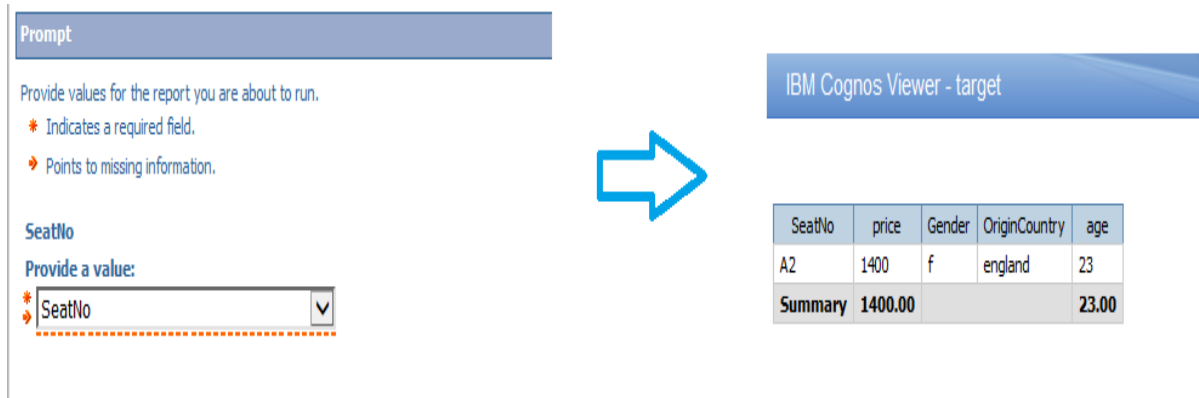 Prompt
Provide values for the report you are about to run.
* Indicates a required field.
Points to missing information.
SeatNo
Provide a value:
* SeatNo
IBM Cognos Viewer - target
SeatNo price Gender OriginCountry age
A2 1400 f england 23
Summary 1400.00 23.00